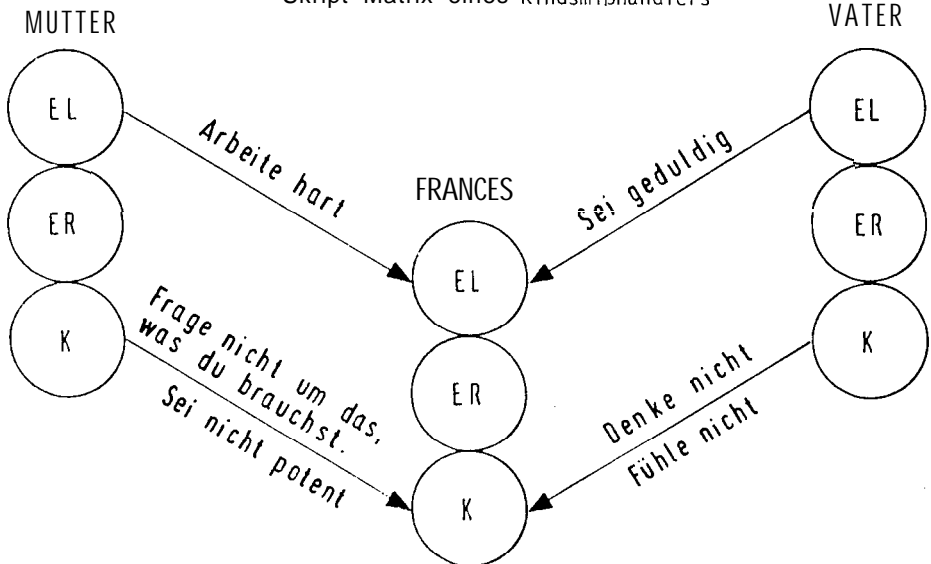 Skript-Matrix eines Kindsmißhandlers
MUTTER
VATER
EL
EL
Arbeite hart
Sei geduldig
FRANCES
ER
ER
EL
K
K
Frage nicht um das,
was du brauchst.
Sei nicht potent
ER
Denke nicht
Fühle nicht
K